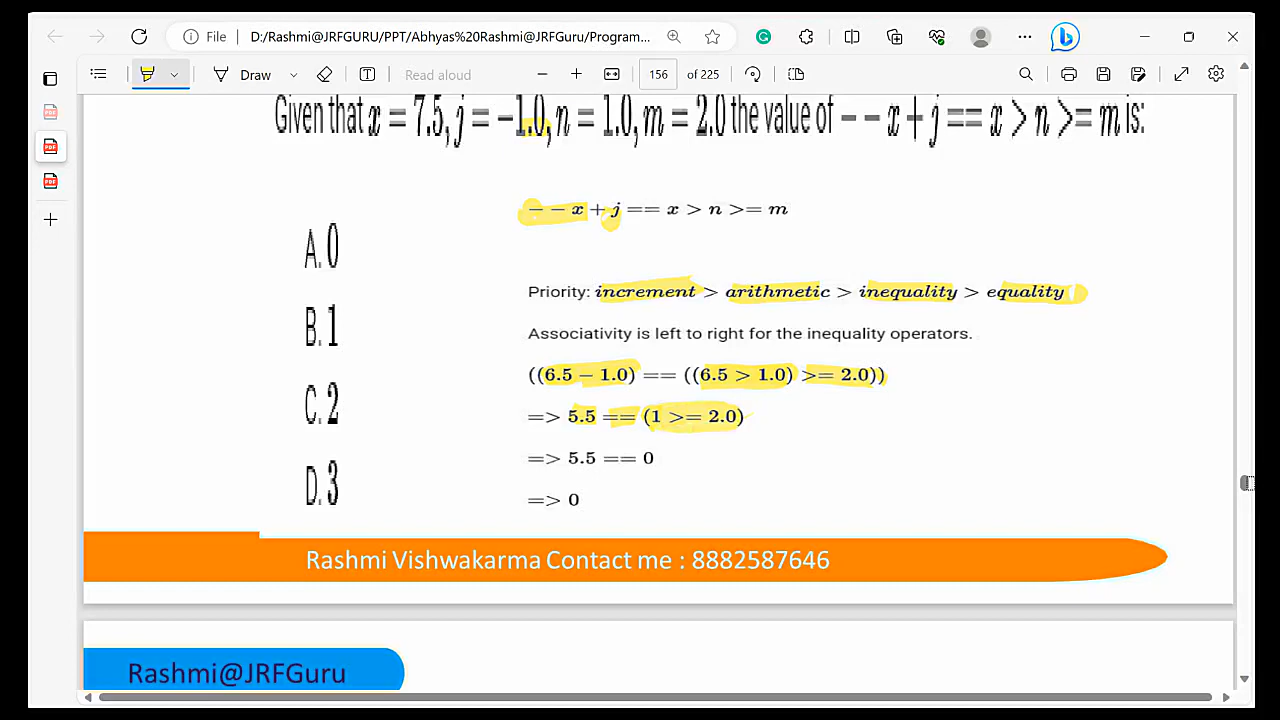 File D:/Rashmi@JRFGURU/PPT/Abhyas%20Rashmi@JrFGuru/Program...
Draw Read aloud 156 of 225
Given that x = 7.5, j = −1.0, n = 1.0, m = 2.0 the value of − − x + j == x > n >= m is:
− − x + j == x > n >= m
A. 0
Priority: increment > arithmetic > inequality > equality
B. 1
Associativity is left to right for the inequality operators.
((6.5 − 1.0) == ((6.5 > 1.0) >= 2.0))
C. 2
=> 5.5 == (1 >= 2.0)
=> 5.5 == 0
D. 3
=> 0
Rashmi Vishwakarma Contact me : 8882587646
Rashmi@JRFGuru